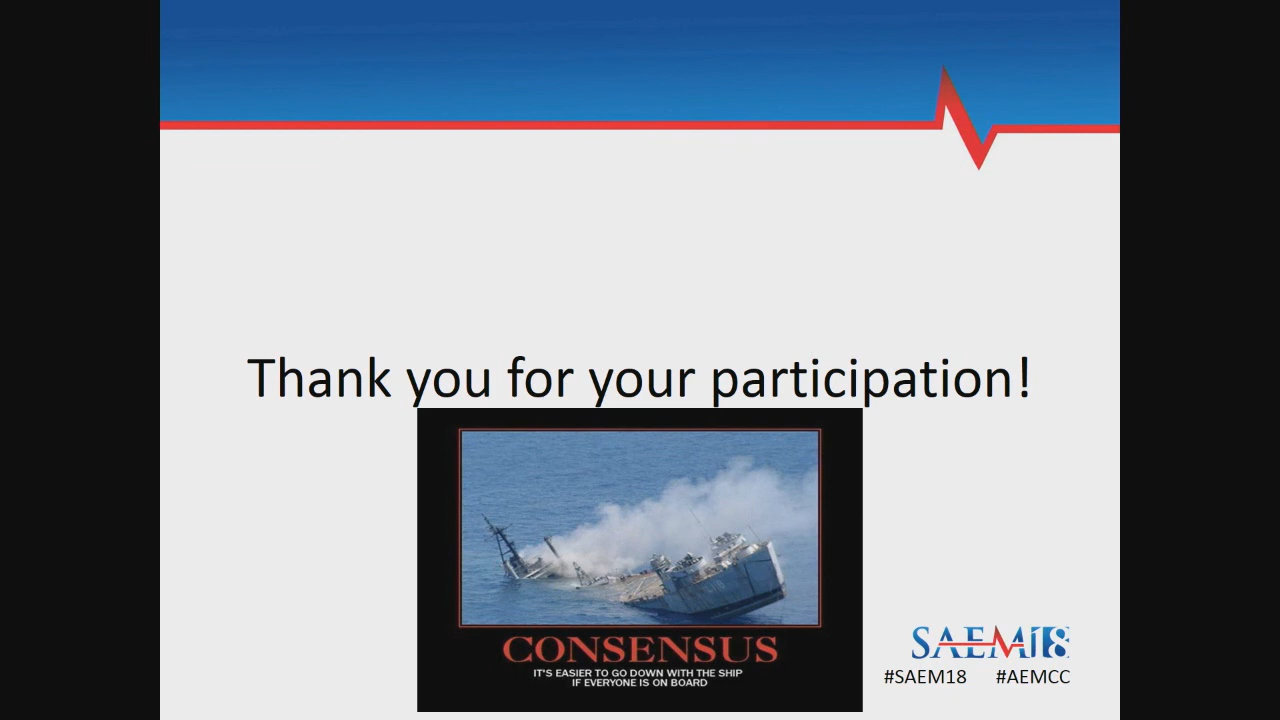 Thank you for your participation!
CONSENSUS
IT'S EASIER TO GO DOWN WITH THE SHIP
IF EVERYONE IS ON BOARD
SAEM18
#SAEM18 #AEMCC